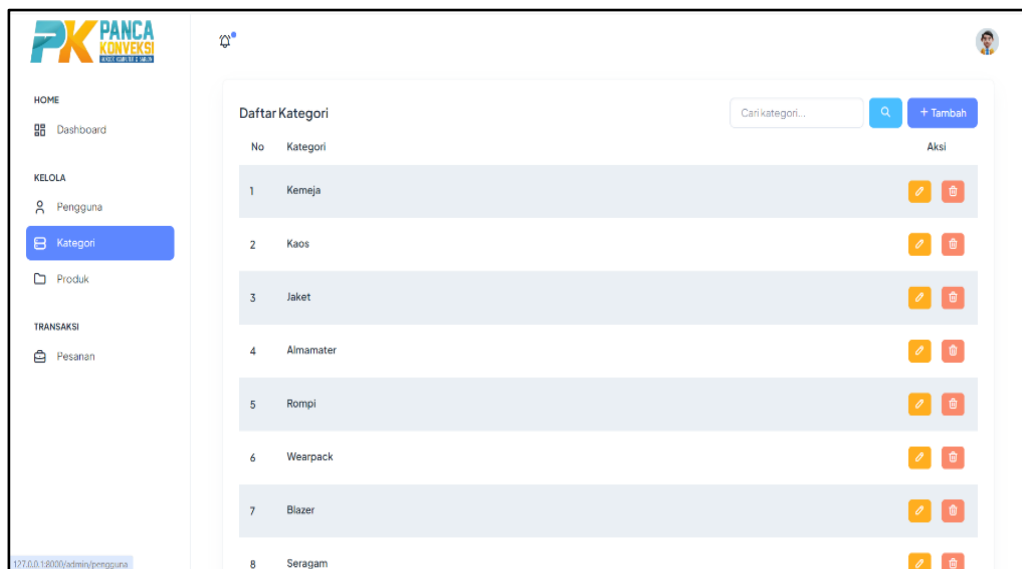 PANCA
KONVEKSI
HOME
Dashboard
KELOLA
Pengguna
Kategori
Produk
TRANSAKSI
Pesanan
Daftar Kategori
Cari kategori...
+ Tambah
No Kategori Aksi
1 Kemeja
2 Kaos
3 Jaket
4 Almamater
5 Rompi
6 Wearpack
7 Blazer
8 Seragam
127.0.0.1:8000/admin/pengguna